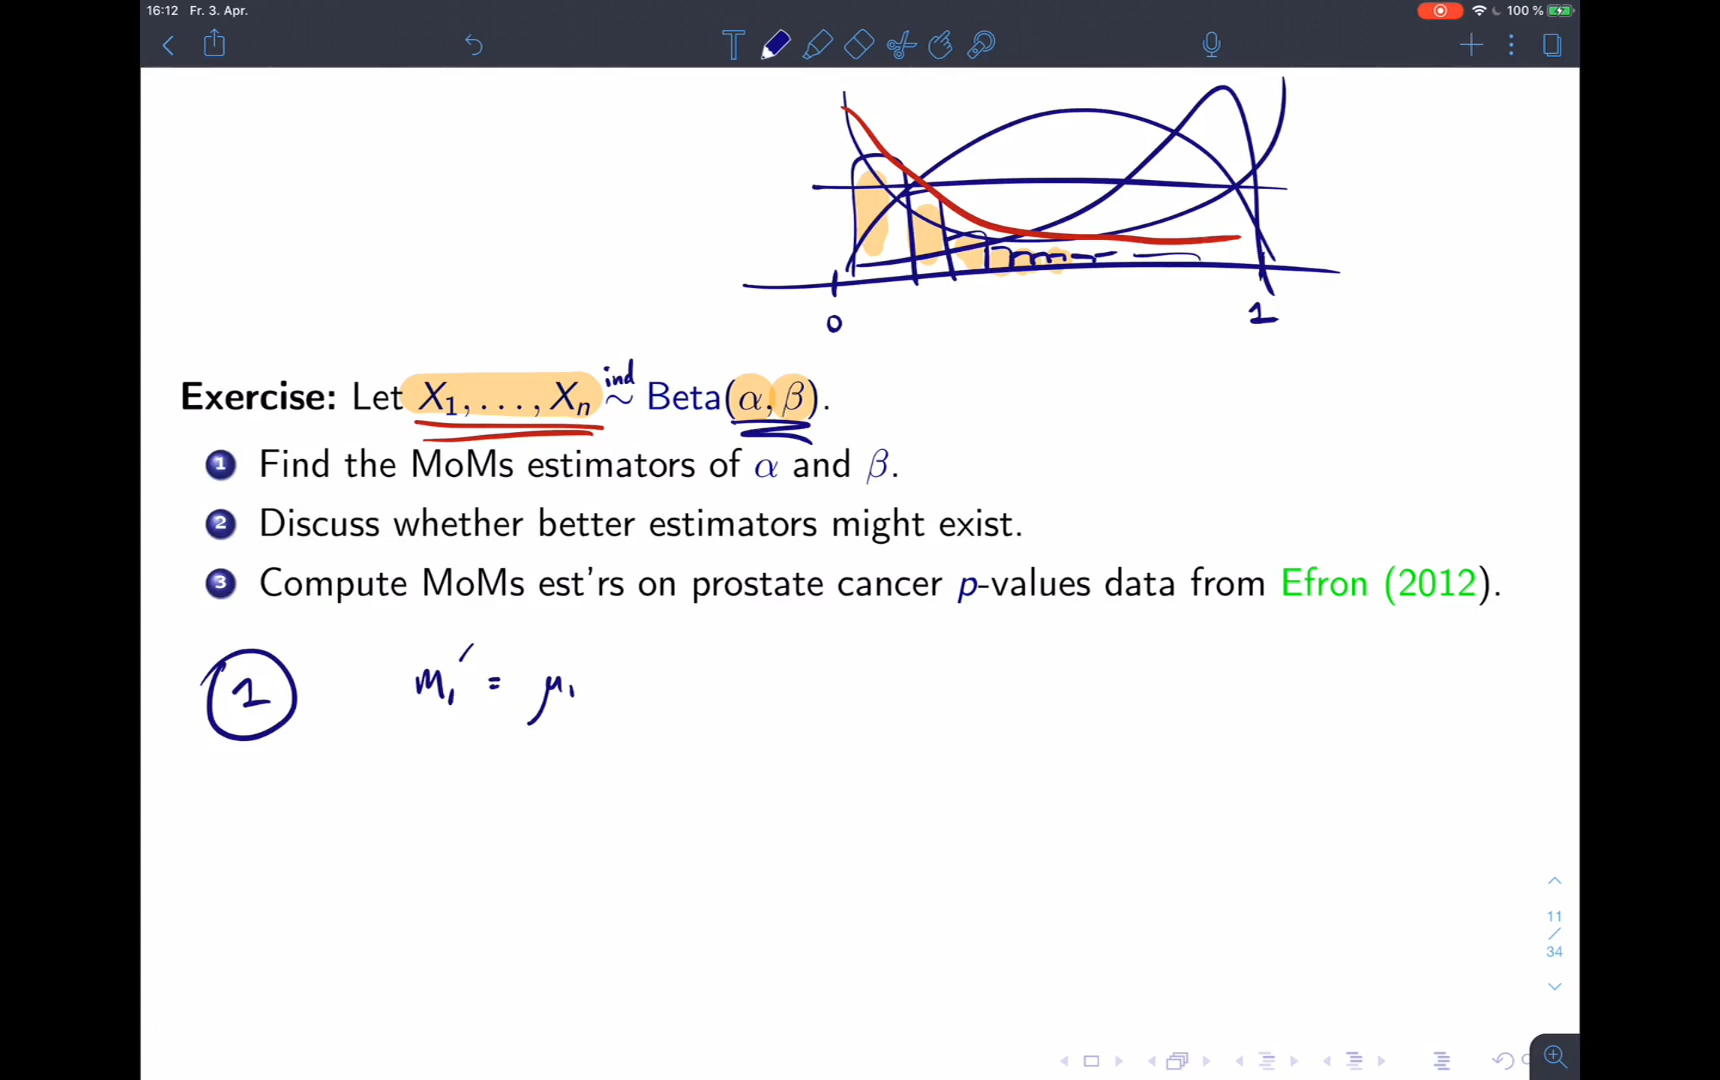 16:12 Fr. 3. Apr.
100 %
0
1
ind
Exercise: Let X₁, . . . , Xₙ ∼ Beta(α, β).
1 Find the MoMs estimators of α and β.
2 Discuss whether better estimators might exist.
3 Compute MoMs est'rs on prostate cancer p-values data from Efron (2012).
1 m₁′ = μ₁
11
/
34